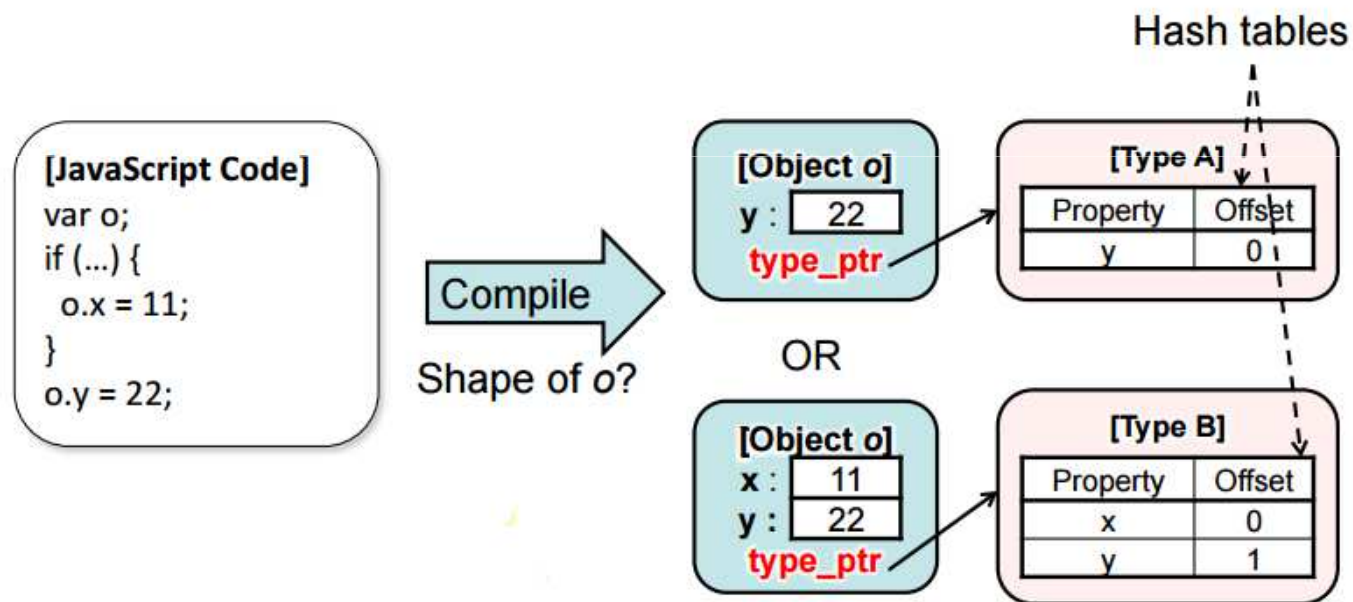 Hash tables
[JavaScript Code]
var o;
if (...) {
o.x = 11;
}
o.y = 22;
Compile
Shape of o?
[Object o]
y : 22
type_ptr
[Type A]
Property Offset
y 0
OR
[Object o]
x : 11
y : 22
type_ptr
[Type B]
Property Offset
x 0
y 1